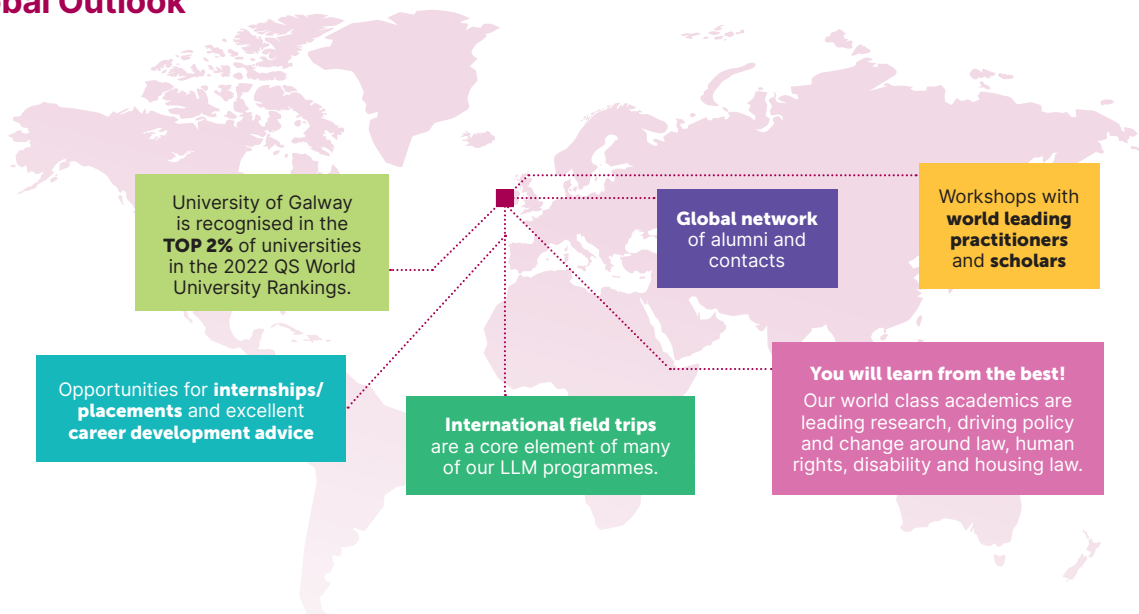 bal Outlook
University of Galway
is recognised in the
TOP 2% of universities
in the 2022 QS World
University Rankings.
Global network
of alumni and
contacts
Workshops with
world leading
practitioners
and scholars
Opportunities for internships/
placements and excellent
career development advice
International field trips
are a core element of many
of our LLM programmes.
You will learn from the best!
Our world class academics are
leading research, driving policy
and change around law, human
rights, disability and housing law.